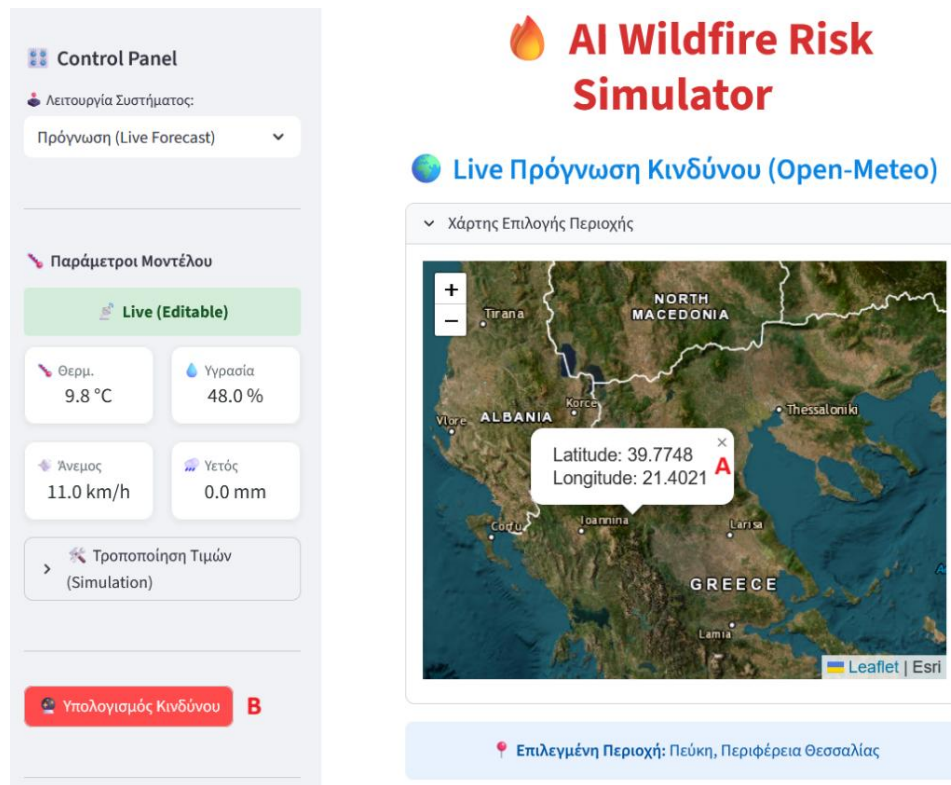 Control Panel
Λειτουργία Συστήματος:
Πρόγνωση (Live Forecast)
Παράμετροι Μοντέλου
Live (Editable)
Θερμ.
9.8 °C
Υγρασία
48.0 %
Άνεμος
11.0 km/h
Υετός
0.0 mm
Τροποποίηση Τιμών
(Simulation)
Υπολογισμός Κινδύνου
B
AI Wildfire Risk
Simulator
Live Πρόγνωση Κινδύνου (Open-Meteo)
Χάρτης Επιλογής Περιοχής
+
−
Tirana
NORTH
MACEDONIA
Korce
Thessaloniki
Vlore
ALBANIA
Latitude: 39.7748
Longitude: 21.4021
×
A
Corfu
Ioannina
Larisa
GREECE
Lamia
Leaflet | Esri
Επιλεγμένη Περιοχή: Πεύκη, Περιφέρεια Θεσσαλίας